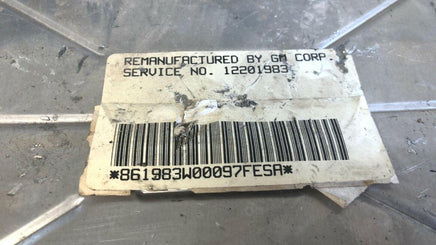 REMANUFACTURED BY GM CORP.
SERVICE NO. 12201983
*861983W00097FESA*